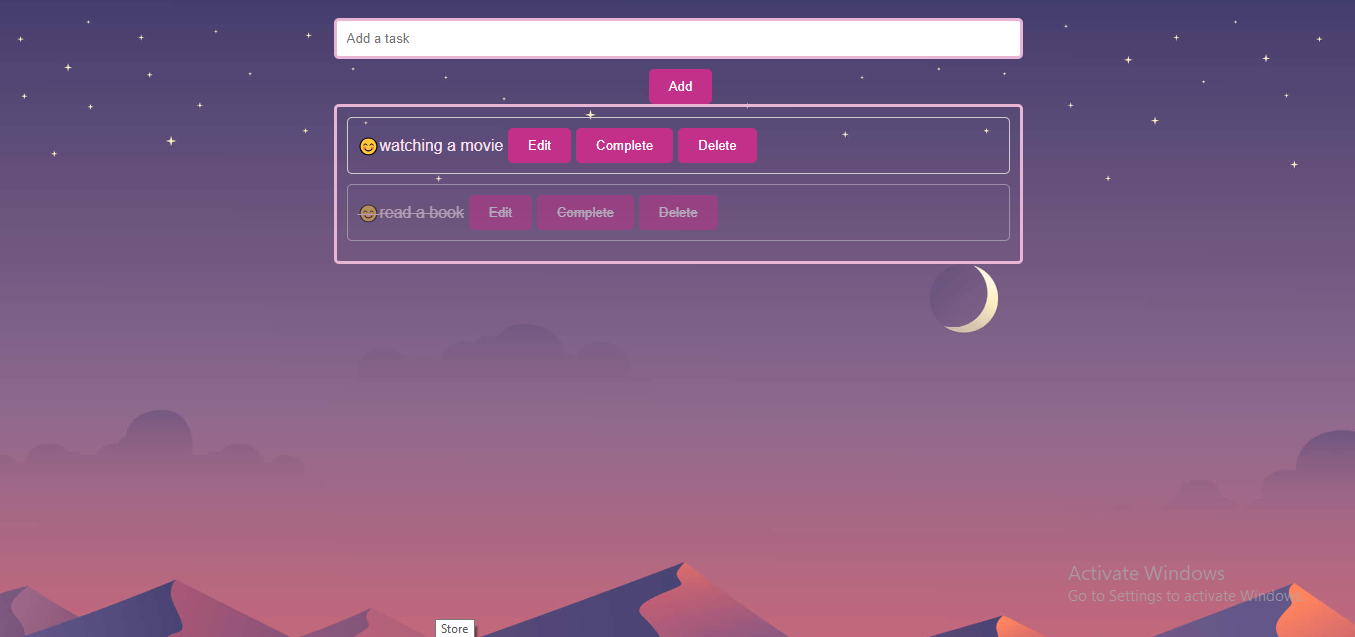 Add a task
Add
😊watching a movie Edit Complete Delete
😊read a book Edit Complete Delete
Activate Windows
Go to Settings to activate Windows.
Store